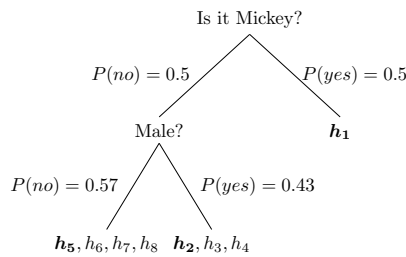 Is it Mickey?
P(no) = 0.5 P(yes) = 0.5
Male? h₁
P(no) = 0.57 P(yes) = 0.43
h₅, h₆, h₇, h₈ h₂, h₃, h₄